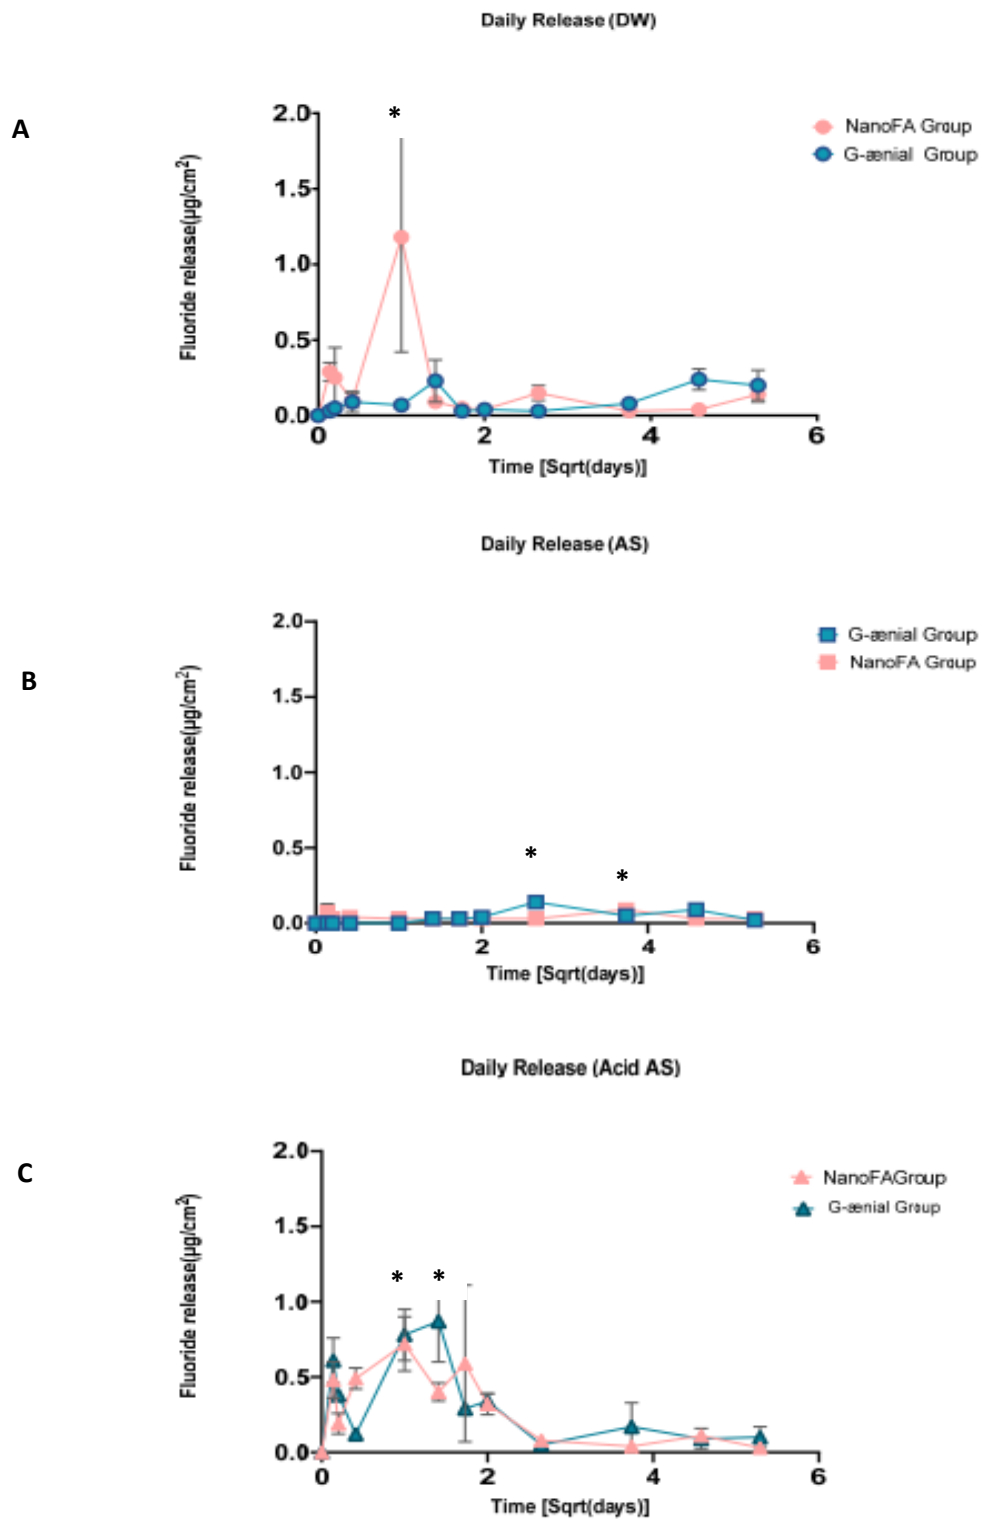 Daily Release (DW)
A
*
NanoFA Group
G-ænial Group
Fluoride release(µg/cm²)
2.0
1.5
1.0
0.5
0.0
0 2 4 6
Time [Sqrt(days)]
Daily Release (AS)
B
G-ænial Group
NanoFA Group
Fluoride release(µg/cm²)
2.0
1.5
1.0
0.5
0.0
* *
0 2 4 6
Time [Sqrt(days)]
Daily Release (Acid AS)
C
NanoFAGroup
G-ænial Group
Fluoride release(µg/cm²)
2.0
1.5
1.0
0.5
0.0
* *
0 2 4 6
Time [Sqrt(days)]